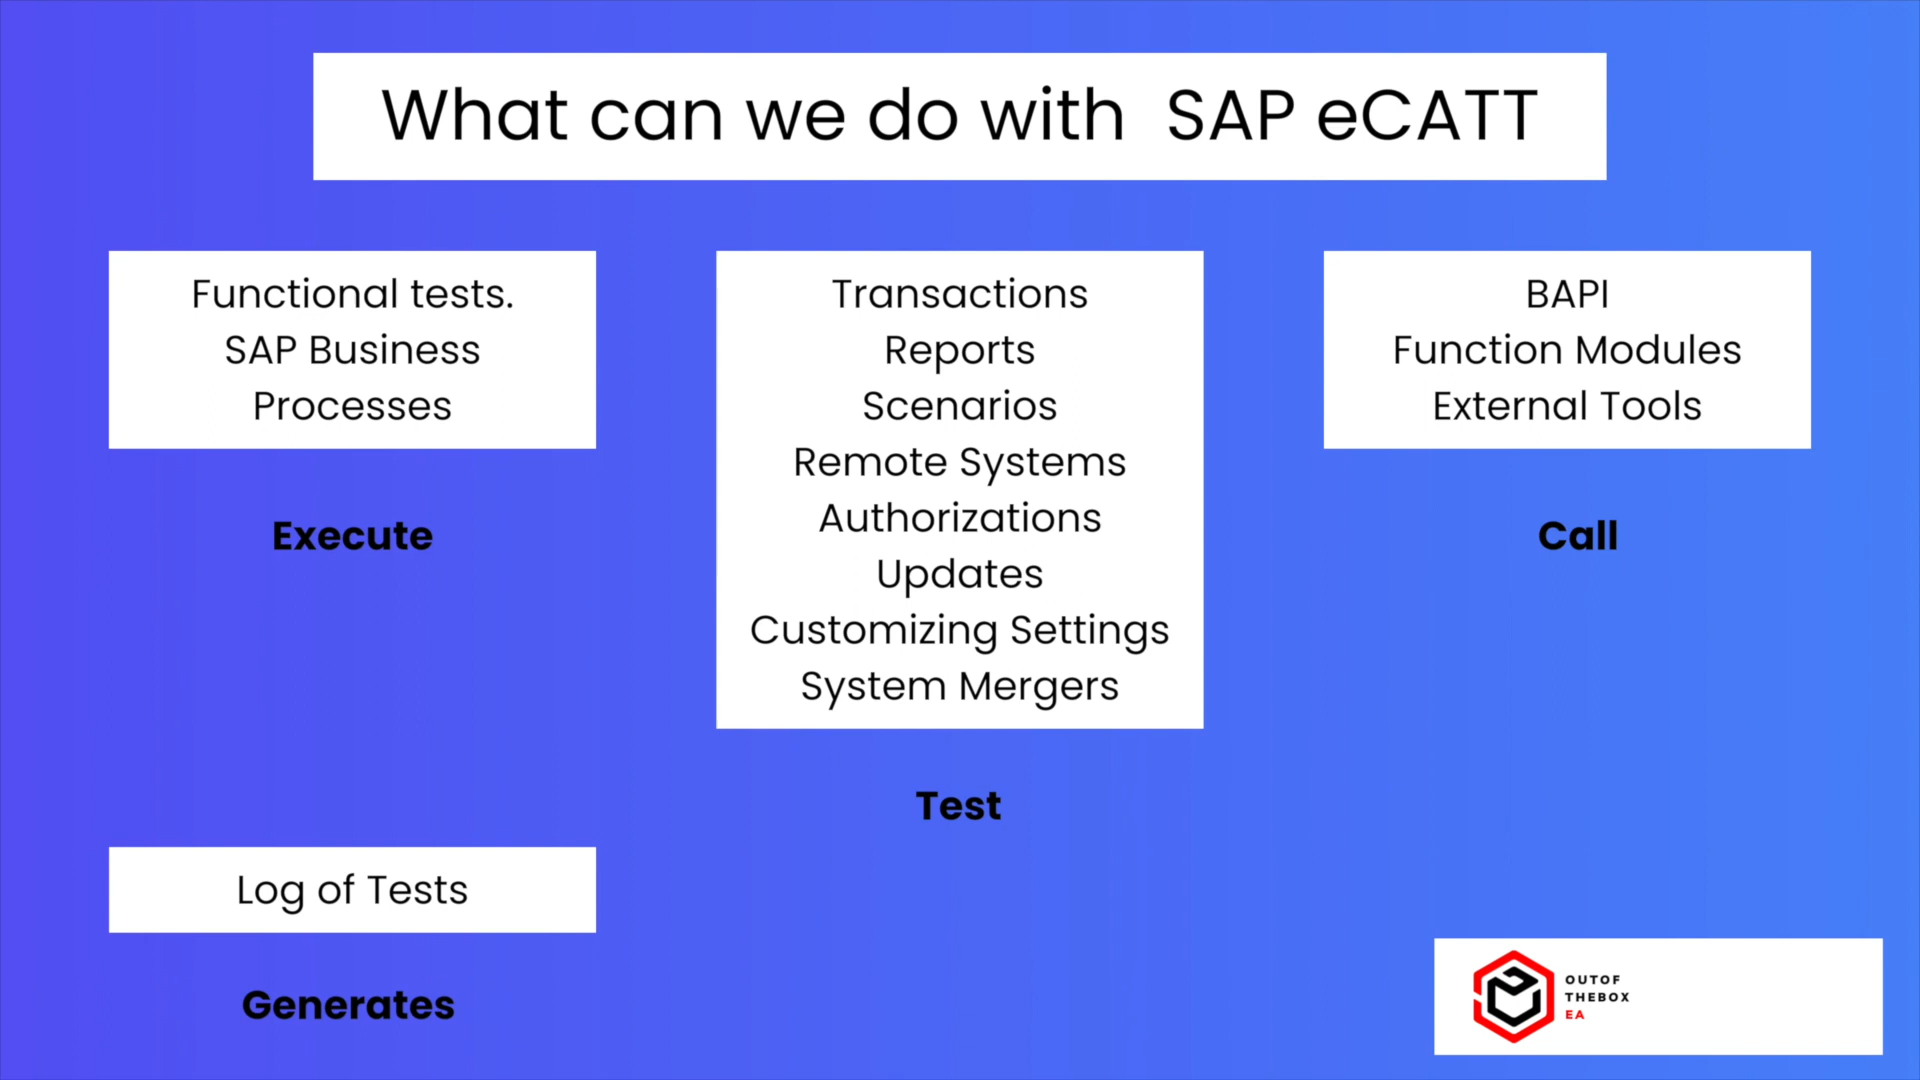 What can we do with  SAP eCATT
Functional tests.
SAP Business
Processes
Execute
Transactions
Reports
Scenarios
Remote Systems
Authorizations
Updates
Customizing Settings
System Mergers
Test
BAPI
Function Modules
External Tools
Call
Log of Tests
Generates
OUTOF
THEBOX
EA